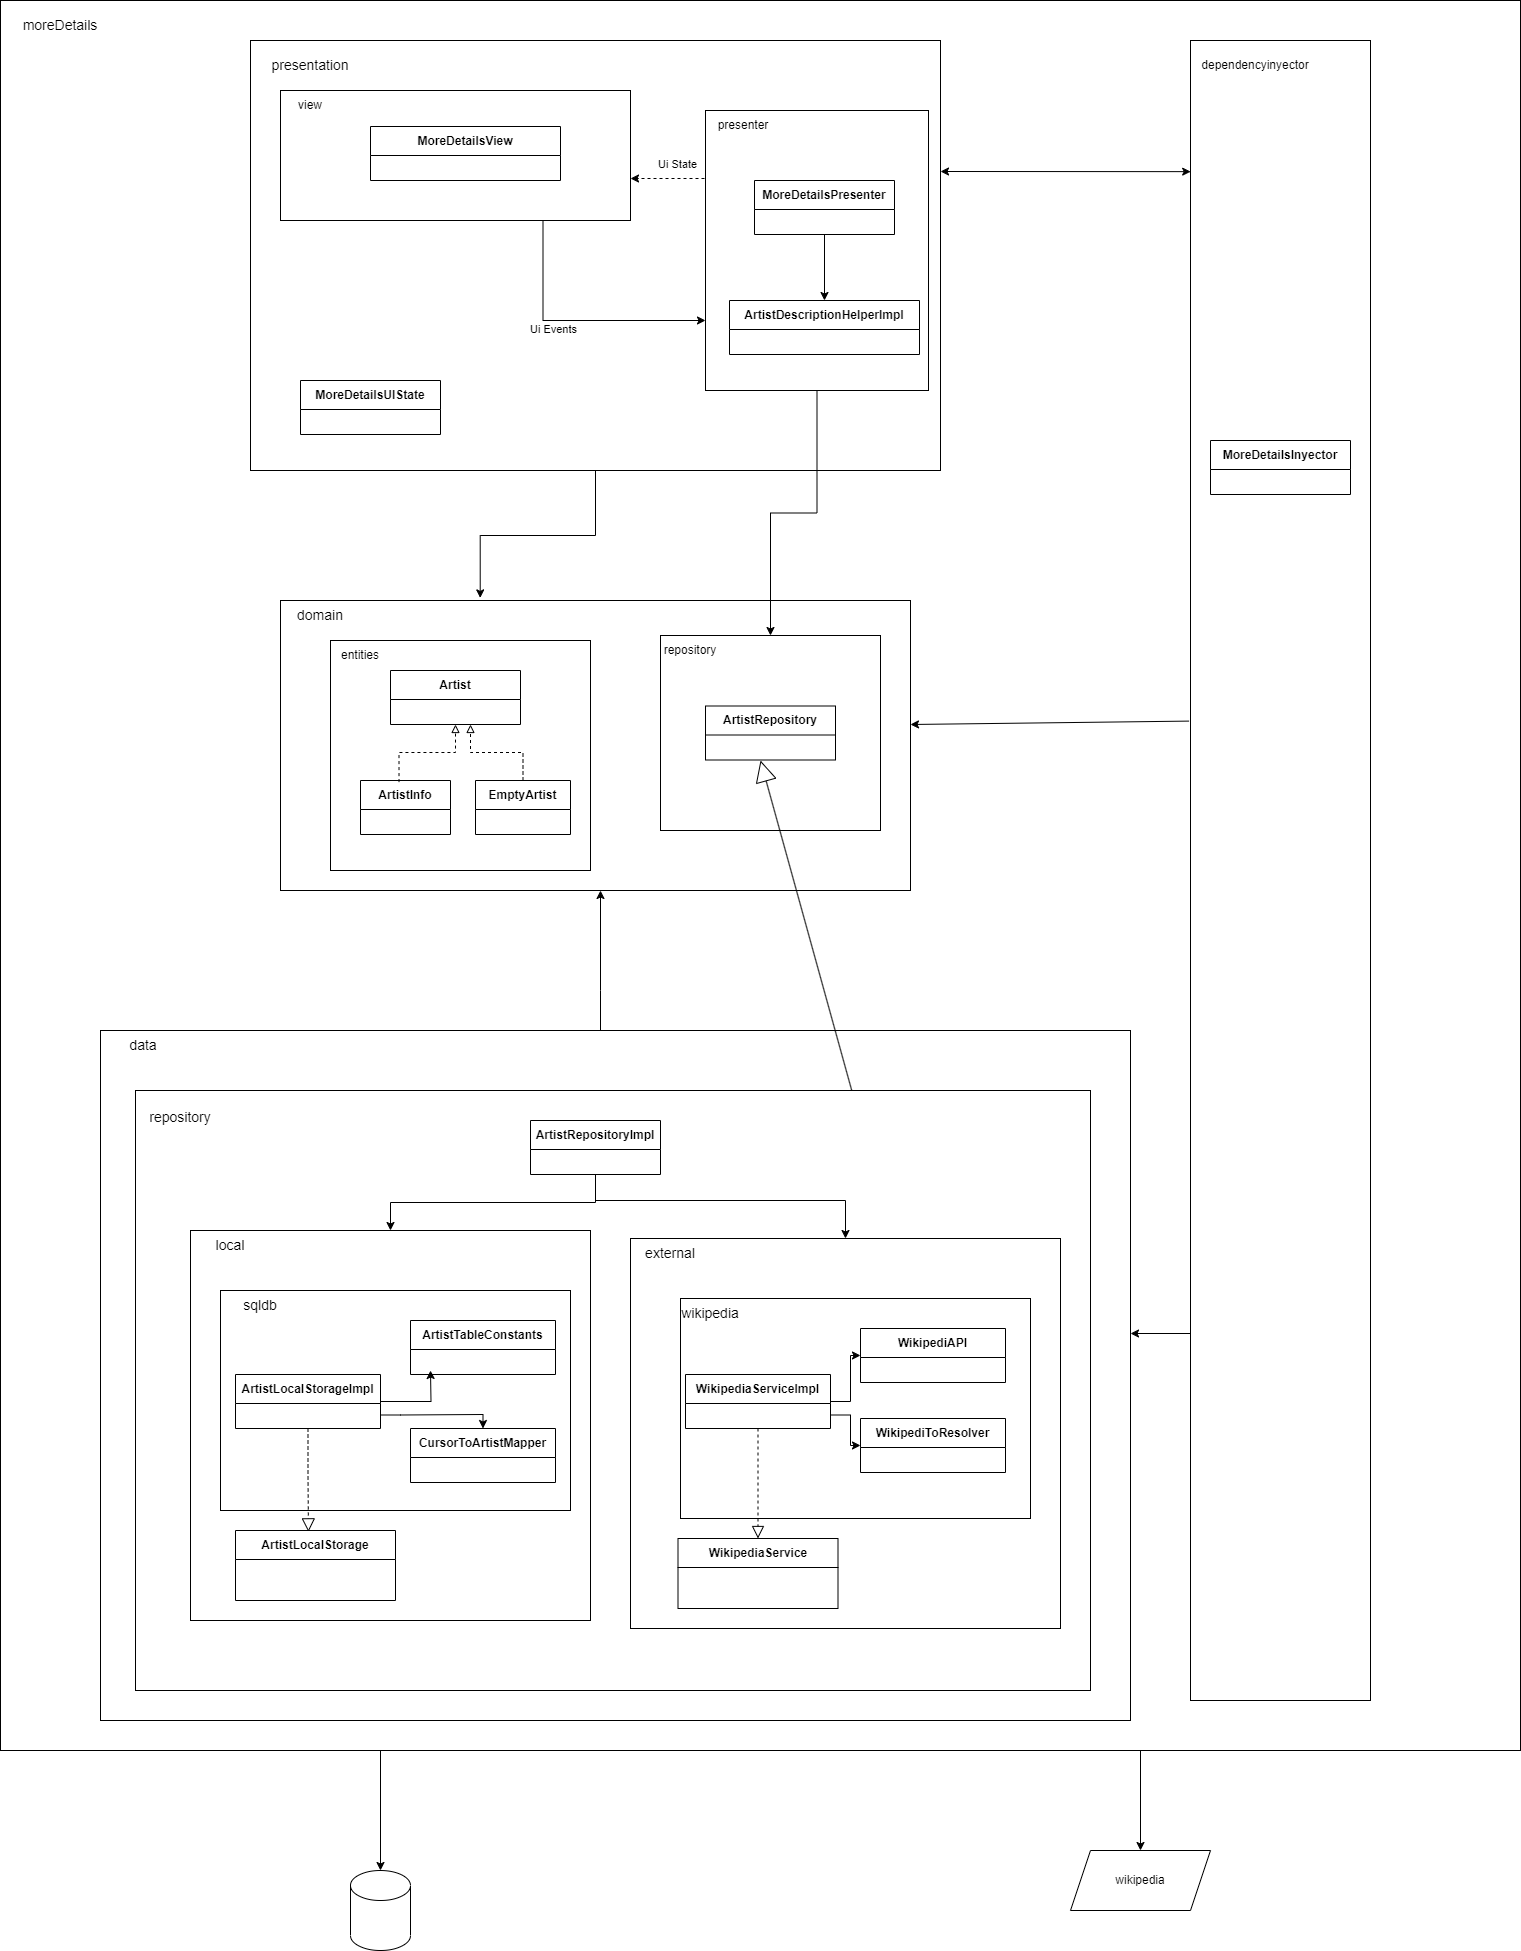 moreDetails
presentation
dependencyinyector
view
presenter
MoreDetailsView
Ui State
MoreDetailsPresenter
ArtistDescriptionHelperImpl
Ui Events
MoreDetailsUIState
MoreDetailsInyector
domain
entities
repository
Artist
ArtistRepository
ArtistInfo
EmptyArtist
data
repository
ArtistRepositoryImpl
local
external
sqldb
wikipedia
ArtistTableConstants
WikipediAPI
ArtistLocalStorageImpl
WikipediaServiceImpl
CursorToArtistMapper
WikipediToResolver
ArtistLocalStorage
WikipediaService
wikipedia